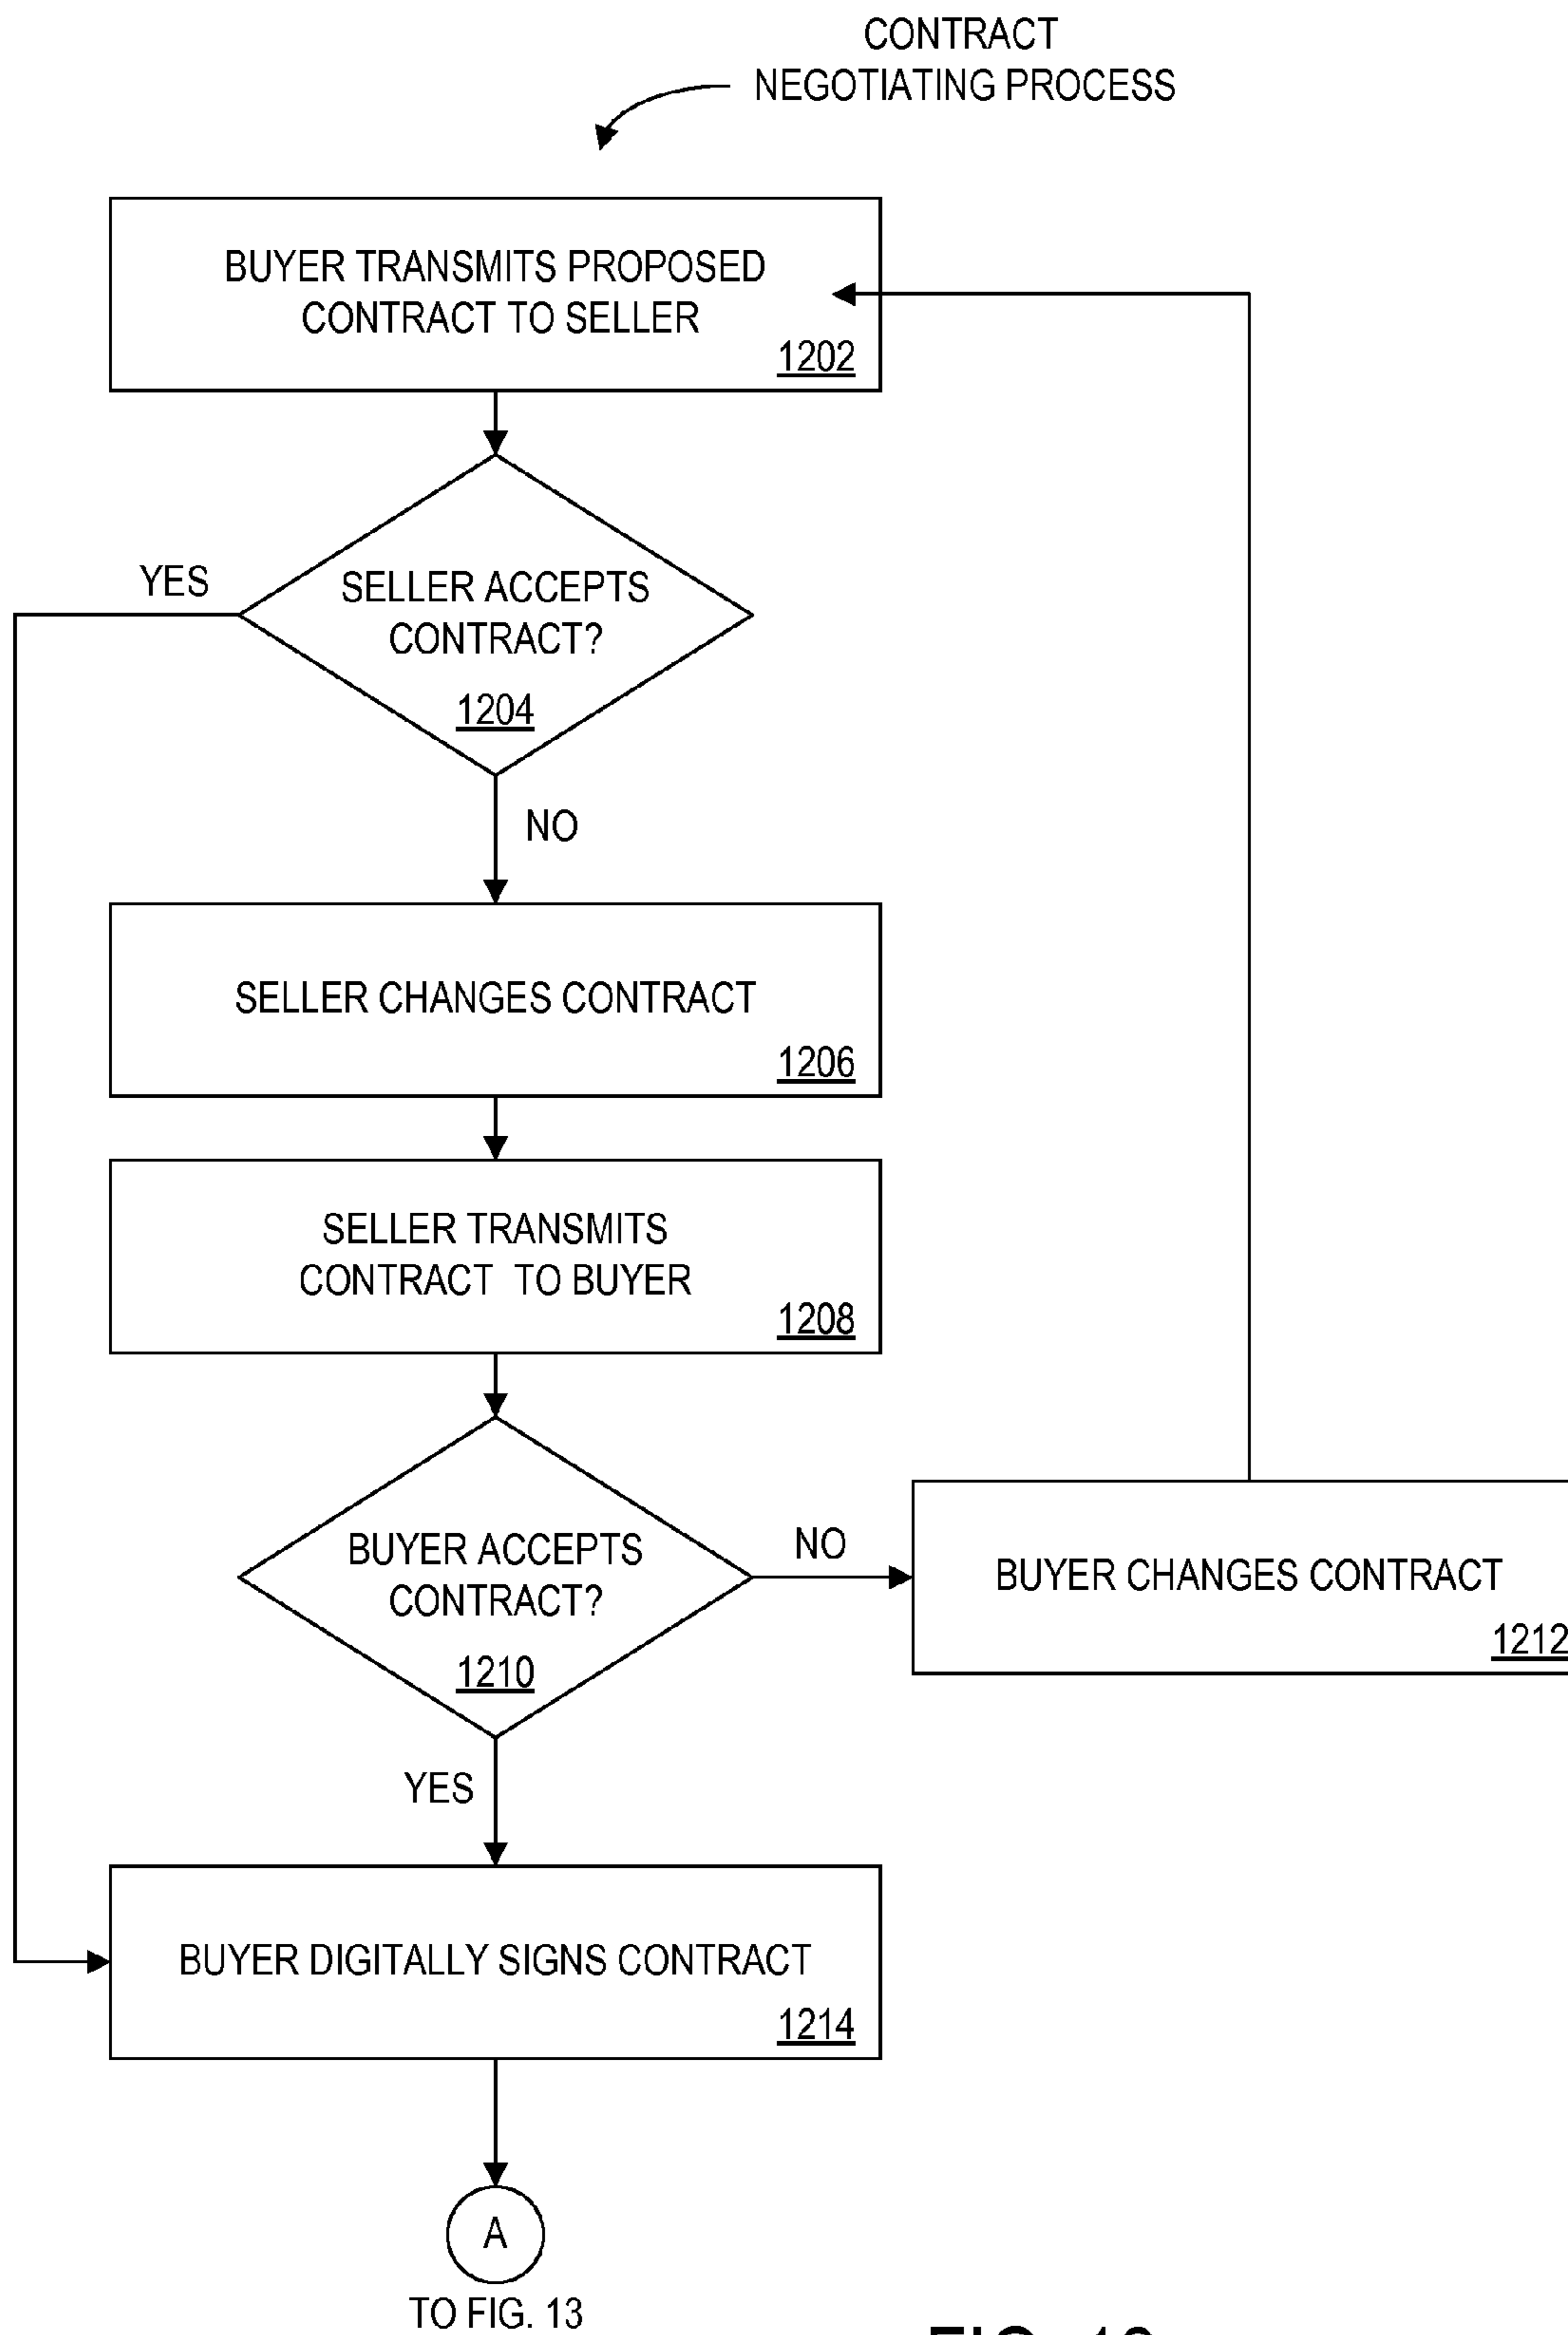 CONTRACT
NEGOTIATING PROCESS
BUYER TRANSMITS PROPOSED
CONTRACT TO SELLER
1202
YES
SELLER ACCEPTS
CONTRACT?
1204
NO
SELLER CHANGES CONTRACT
1206
SELLER TRANSMITS
CONTRACT TO BUYER
1208
BUYER ACCEPTS
CONTRACT?
1210
NO
BUYER CHANGES CONTRACT
1212
YES
BUYER DIGITALLY SIGNS CONTRACT
1214
A
TO FIG. 13